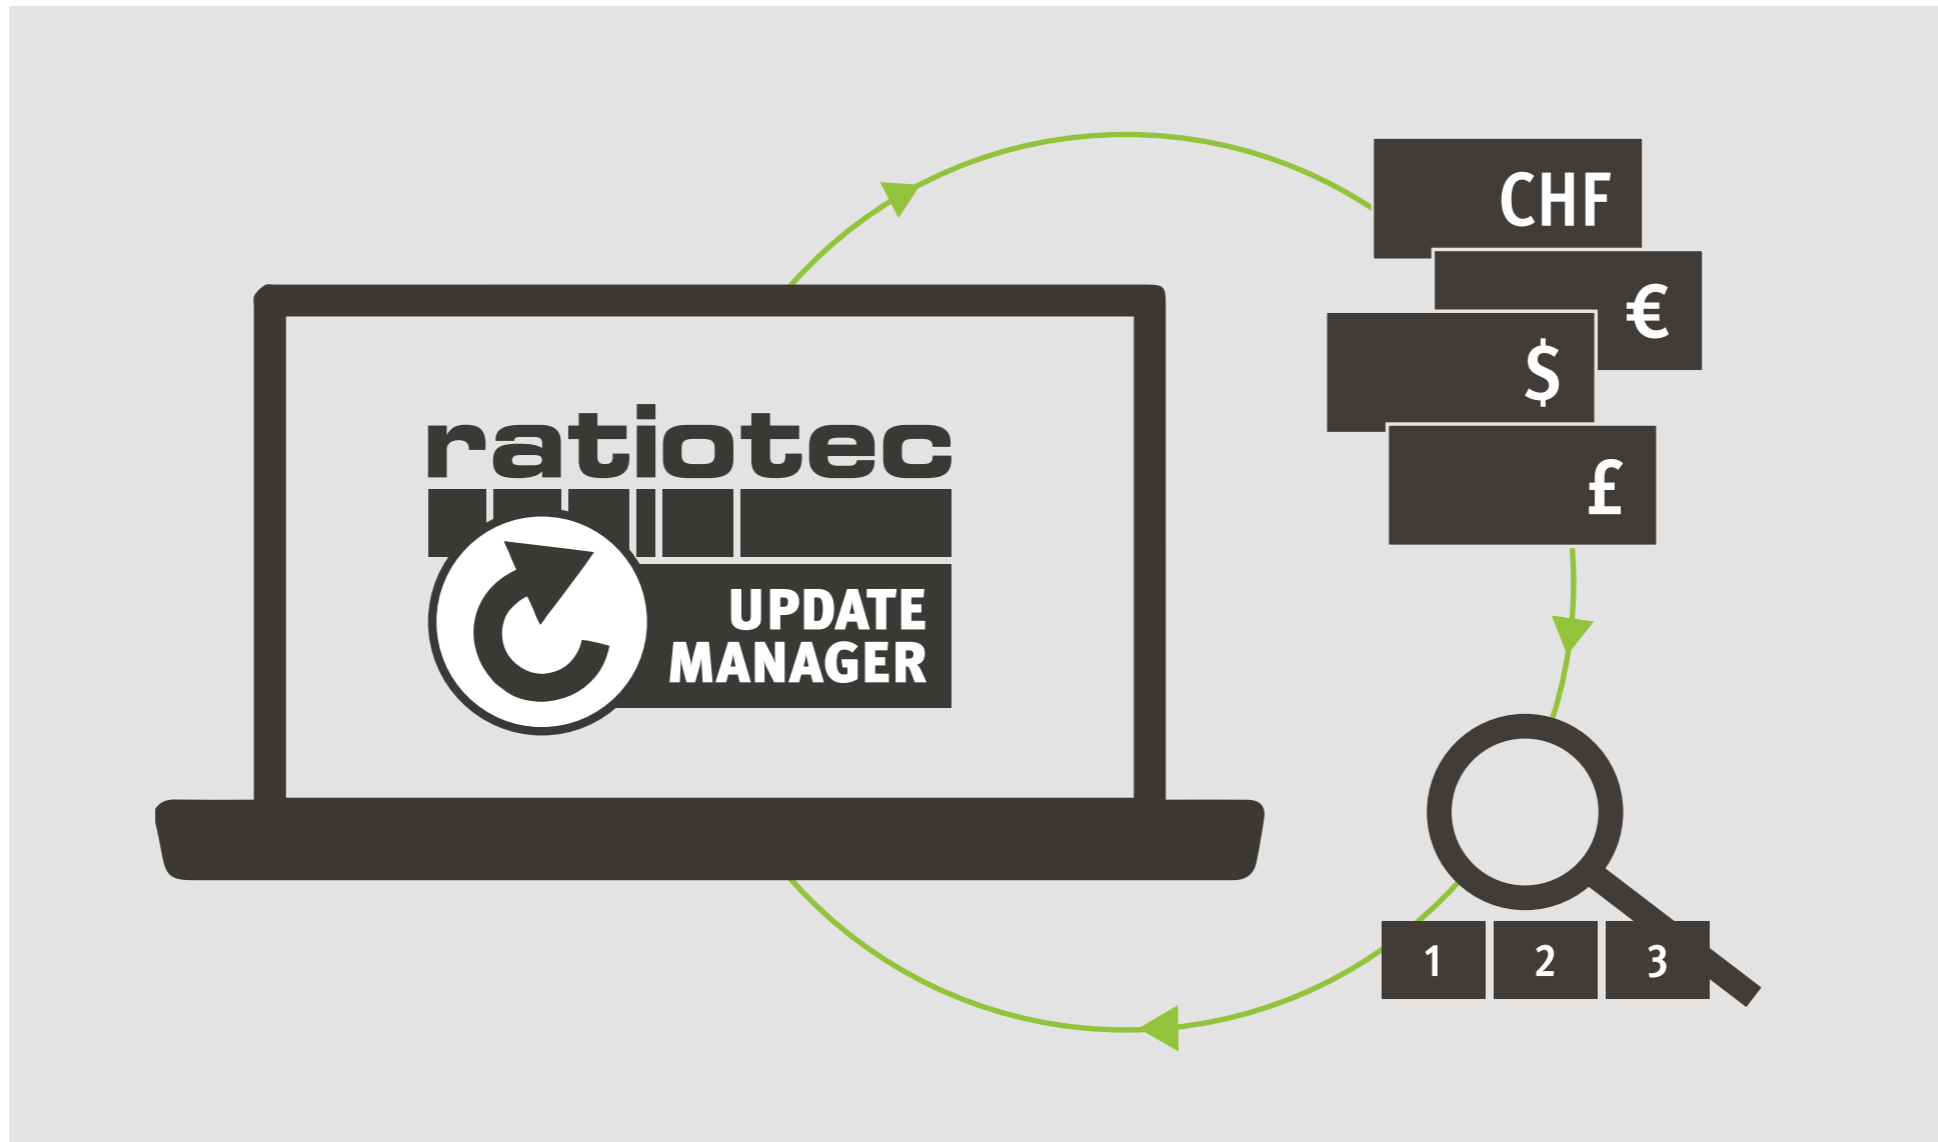 ratiotec
UPDATE
MANAGER
CHF
€
$
£
1 2 3